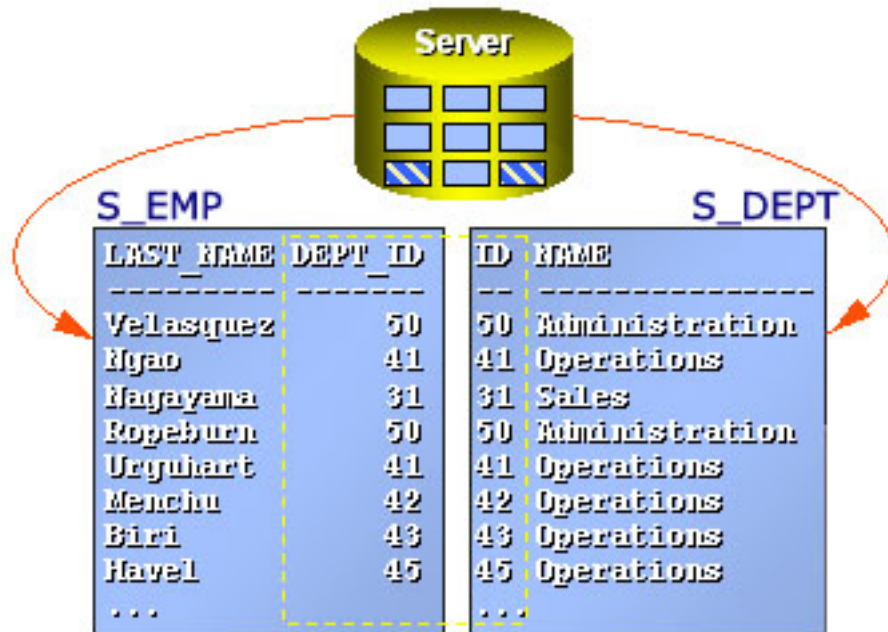 Server
S_EMP
S_DEPT
LAST_NAME DEPT_ID
--------- -------
Velasquez 50
Ngao 41
Nagayama 31
Ropeburn 50
Urguhart 41
Menchu 42
Biri 43
Havel 45
...
ID NAME
-- ---------------
50 Administration
41 Operations
31 Sales
50 Administration
41 Operations
42 Operations
43 Operations
45 Operations
...